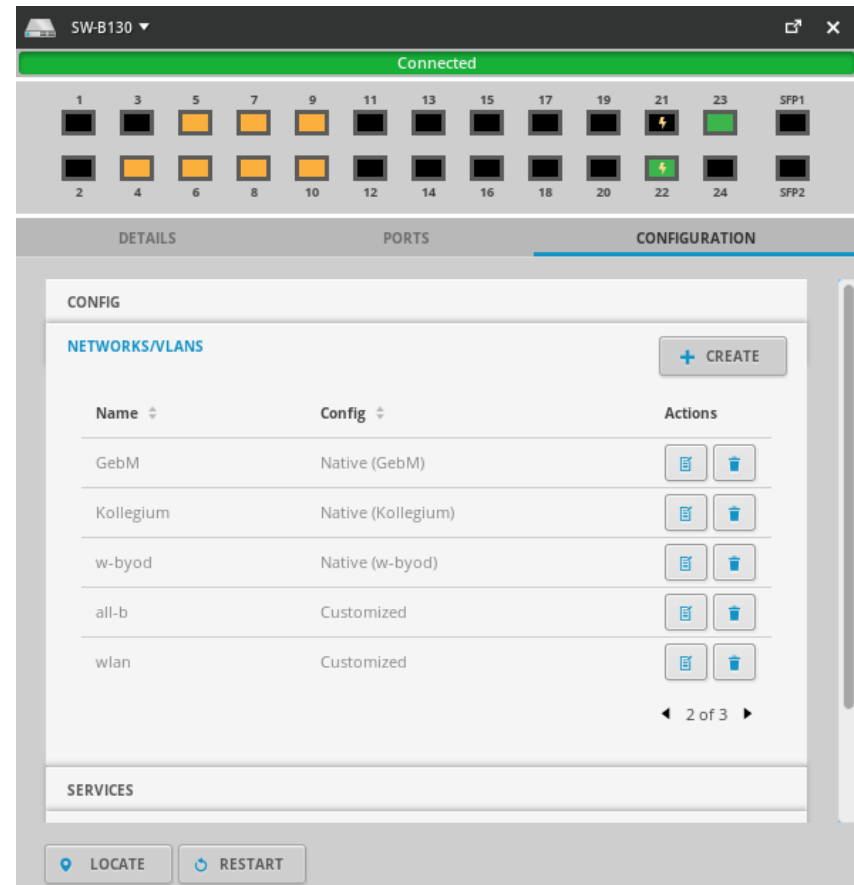 SW-B130
Connected
1 3 5 7 9 11 13 15 17 19 21 23 SFP1
2 4 6 8 10 12 14 16 18 20 22 24 SFP2
DETAILS PORTS CONFIGURATION
CONFIG
NETWORKS/VLANS
CREATE
Name Config Actions
GebM Native (GebM)
Kollegium Native (Kollegium)
w-byod Native (w-byod)
all-b Customized
wlan Customized
2 of 3
SERVICES
LOCATE RESTART